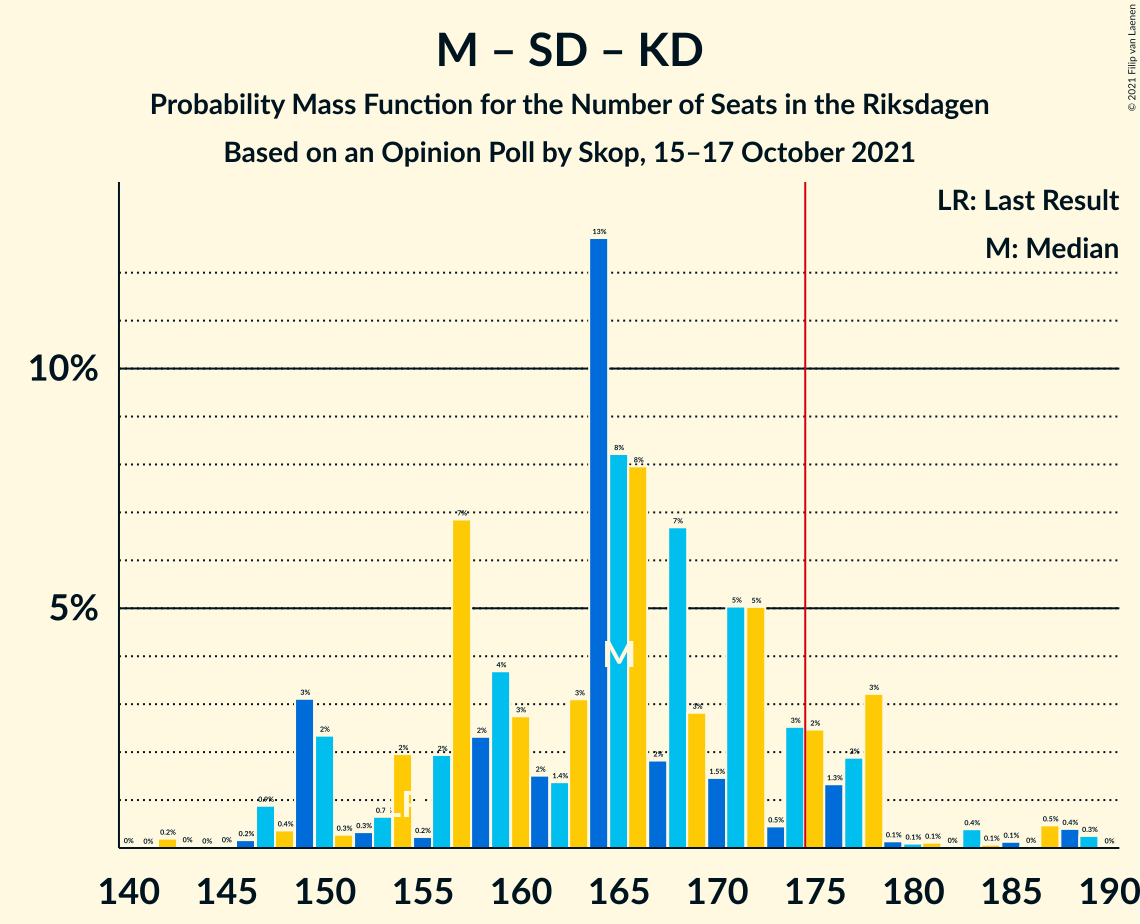 M – SD – KD
Probability Mass Function for the Number of Seats in the Riksdagen
Based on an Opinion Poll by Skop, 15–17 October 2021
© 2021 Filip van Laenen
LR: Last Result
M: Median
10%
5%
0% 0% 0.2% 0% 0% 0% 0.2% 0.9% 0.4% 3% 2% 0.3% 0.3% 0.7 2% 0.2% 2% 7% 2% 4% 3% 2% 1.4% 3% 13% 8% 8% 2% 7% 3% 1.5% 5% 5% 0.5% 3% 2% 1.3% 2% 3% 0.1% 0.1% 0.1% 0% 0.4% 0.1% 0.1% 0% 0.5% 0.4% 0.3% 0%
M
LR
140 145 150 155 160 165 170 175 180 185 190